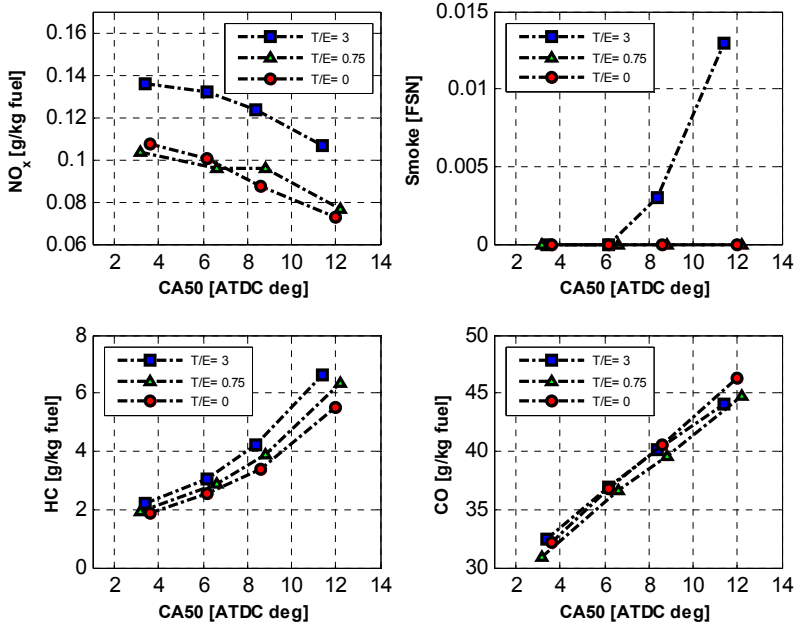 0.16
0.14
0.12
0.1
0.08
0.06
NOx [g/kg fuel]
2 4 6 8 10 12 14
CA50 [ATDC deg]
T/E= 3
T/E= 0.75
T/E= 0
0.015
0.01
0.005
0
Smoke [FSN]
2 4 6 8 10 12 14
CA50 [ATDC deg]
T/E= 3
T/E= 0.75
T/E= 0
8
6
4
2
0
HC [g/kg fuel]
2 4 6 8 10 12 14
CA50 [ATDC deg]
T/E= 3
T/E= 0.75
T/E= 0
50
45
40
35
30
CO [g/kg fuel]
2 4 6 8 10 12 14
CA50 [ATDC deg]
T/E= 3
T/E= 0.75
T/E= 0